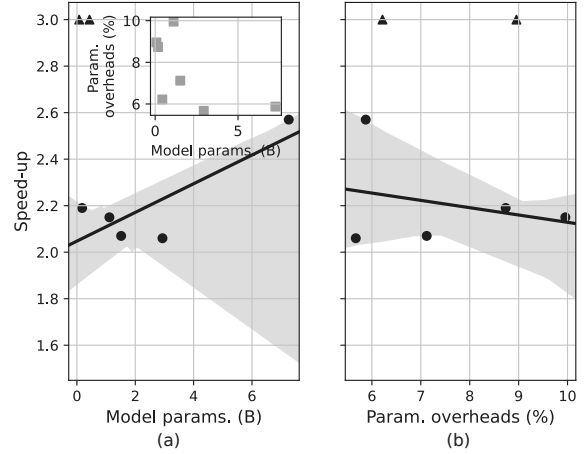 3.0
2.8
2.6
2.4
2.2
2.0
1.8
1.6
Speed-up
0
2
4
6
Model params. (B)
(a)
10
8
6
Param.
overheads (%)
0
5
Model params. (B)
6
7
8
9
10
Param. overheads (%)
(b)